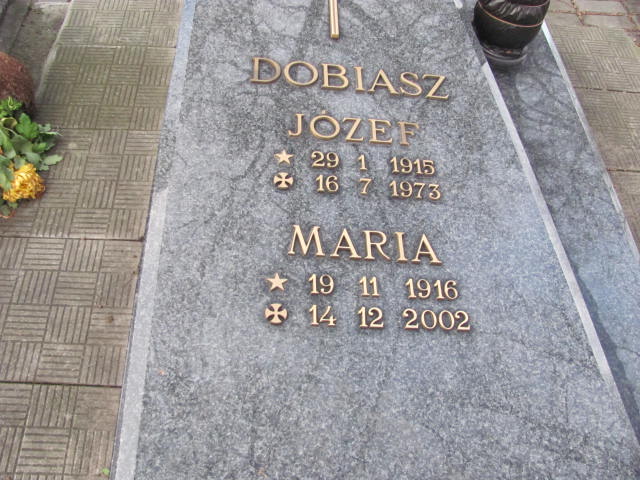 DOBIASZ
JÓZEF
29 1 1915
16 7 1973
MARIA
19 11 1916
14 12 2002